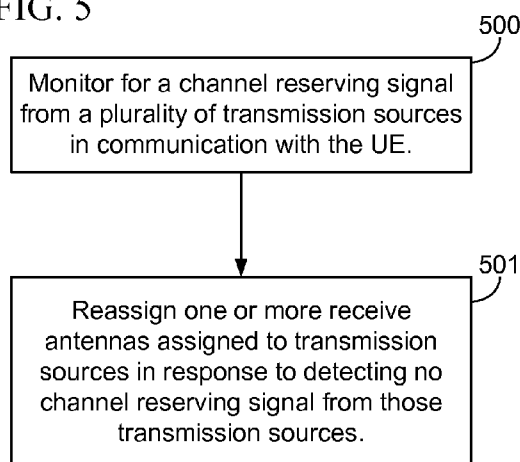 FIG. 5
500
Monitor for a channel reserving signal
from a plurality of transmission sources
in communication with the UE.
501
Reassign one or more receive
antennas assigned to transmission
sources in response to detecting no
channel reserving signal from those
transmission sources.